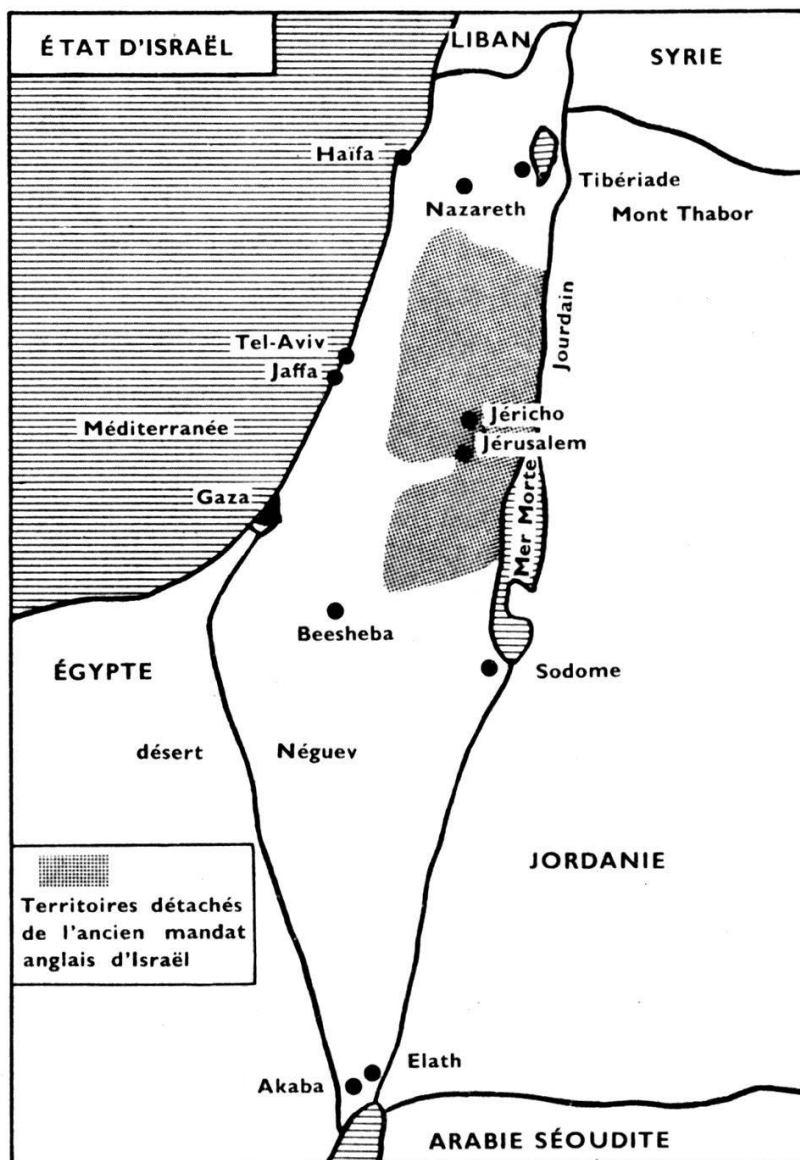 ÉTAT D'ISRAËL
LIBAN
SYRIE
Haïfa
Tibériade
Nazareth
Mont Thabor
Jourdain
Tel-Aviv
Jaffa
Jéricho
Méditerranée
Jérusalem
Mer Morte
Gaza
Beesheba
ÉGYPTE
Sodome
désert Néguev
JORDANIE
Territoires détachés
de l'ancien mandat
anglais d'Israël
Elath
Akaba
ARABIE SÉOUDITE